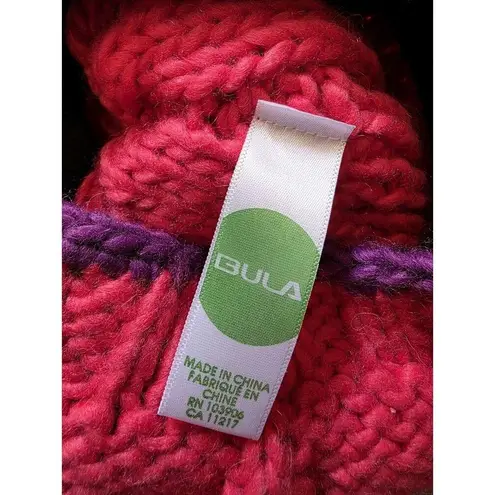 BULA
MADE IN CHINA
FABRIQUE EN
CHINE
RN 103906
CA 11217